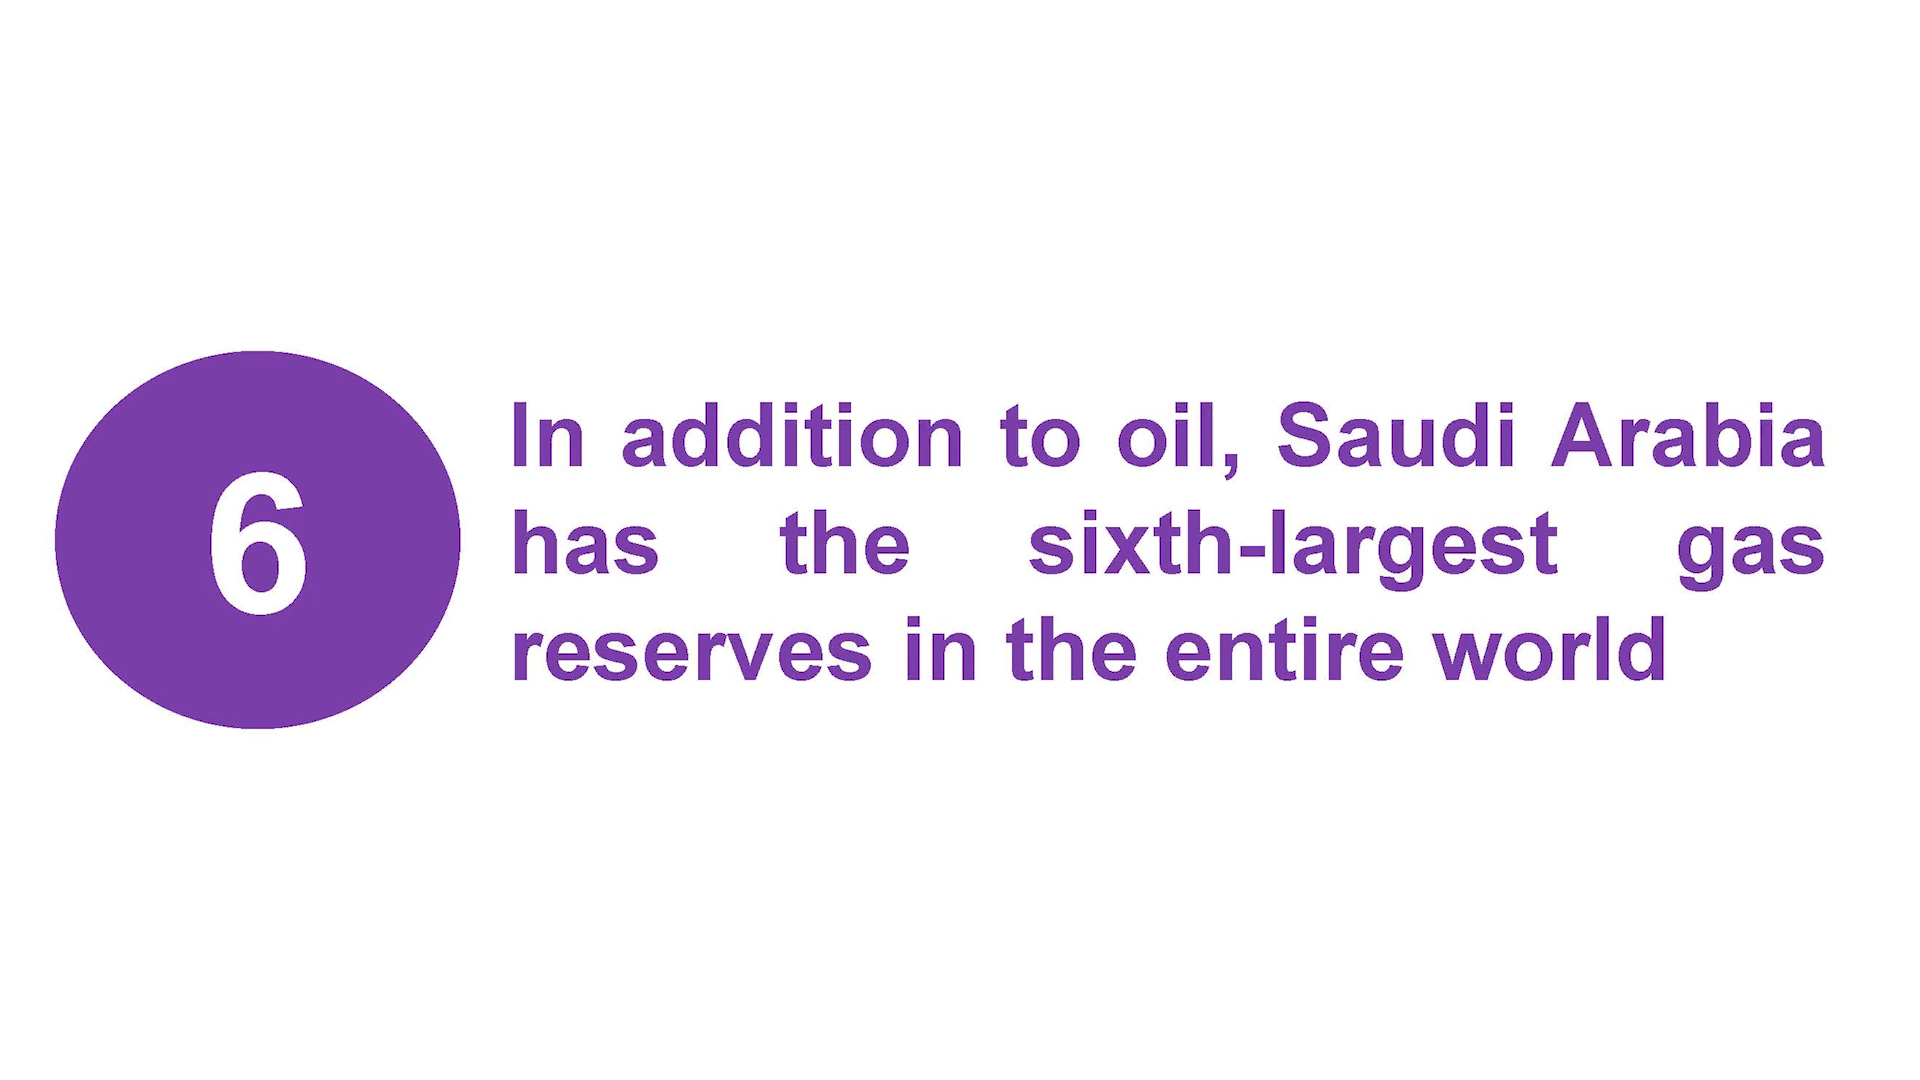 6
In addition to oil, Saudi Arabia
has the sixth-largest gas
reserves in the entire world